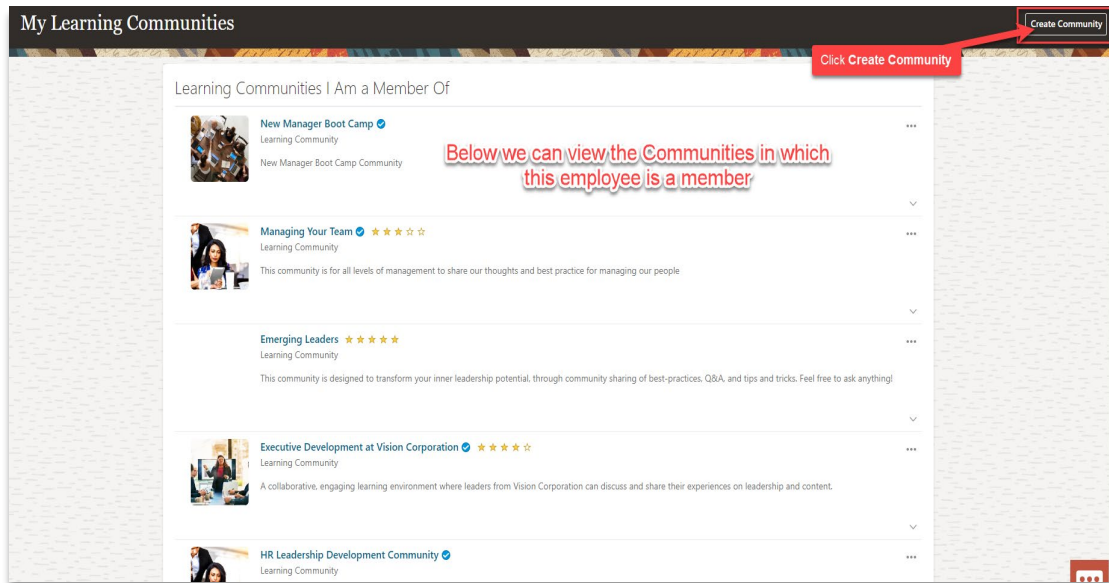 My Learning Communities
Create Community
Click Create Community
Learning Communities I Am a Member Of
New Manager Boot Camp
Learning Community
New Manager Boot Camp Community
Below we can view the Communities in which
this employee is a member
Managing Your Team
Learning Community
This community is for all levels of management to share our thoughts and best practice for managing our people
Emerging Leaders
Learning Community
This community is designed to transform your inner leadership potential, through community sharing of best-practices, Q&A, and tips and tricks. Feel free to ask anything!
Executive Development at Vision Corporation
Learning Community
A collaborative, engaging learning environment where leaders from Vision Corporation can discuss and share their experiences on leadership and content.
HR Leadership Development Community
Learning Community